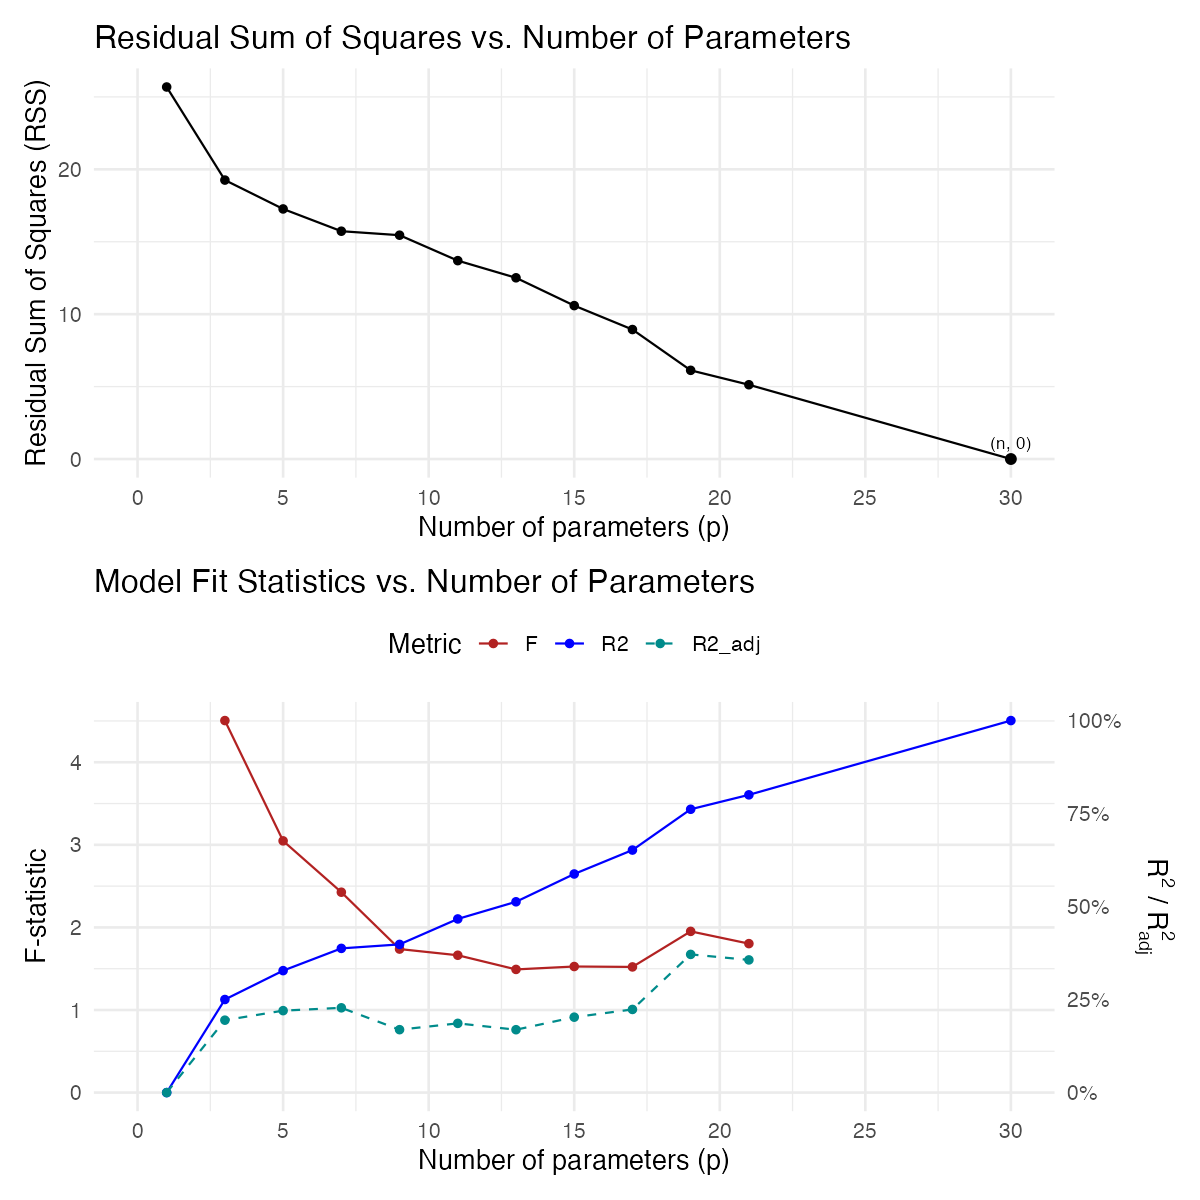 Residual Sum of Squares vs. Number of Parameters
Residual Sum of Squares (RSS)
20
10
0
(n, 0)
0 5 10 15 20 25 30
Number of parameters (p)
Model Fit Statistics vs. Number of Parameters
Metric F R2 R2_adj
F-statistic
4
3
2
1
0
100%
75%
50%
25%
0%
R² / R²adj
0 5 10 15 20 25 30
Number of parameters (p)